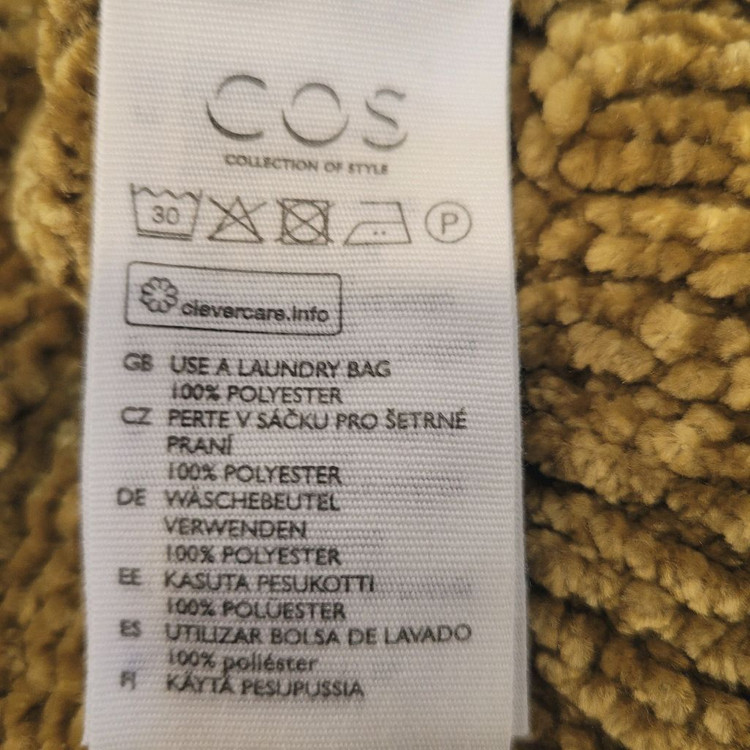 COS
COLLECTION OF STYLE
30 P
clevercare.info
GB USE A LAUNDRY BAG
100% POLYESTER
CZ PERTE V SÁČKU PRO ŠETRNÉ
PRANÍ
100% POLYESTER
DE WÄSCHEBEUTEL
VERWENDEN
100% POLYESTER
EE KASUTA PESUKOTTI
100% POLÜESTER
ES UTILIZAR BOLSA DE LAVADO
100% poliéster
FI KÄYTÄ PESUPUSSIA